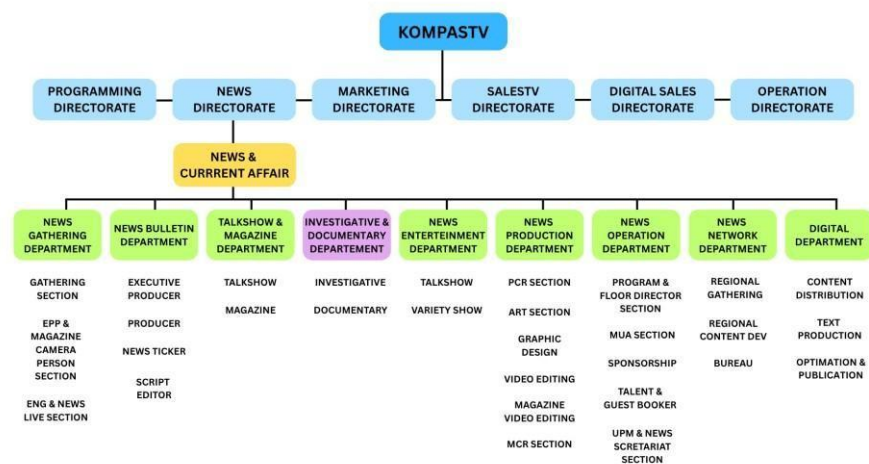 KOMPASTV
PROGRAMMING
DIRECTORATE
NEWS
DIRECTORATE
MARKETING
DIRECTORATE
SALESTV
DIRECTORATE
DIGITAL SALES
DIRECTORATE
OPERATION
DIRECTORATE
NEWS &
CURRRENT AFFAIR
NEWS
GATHERING
DEPARTMENT
NEWS BULLETIN
DEPARTMENT
TALKSHOW &
MAGAZINE
DEPARTMENT
INVESTIGATIVE &
DOCUMENTARY
DEPARTEMENT
NEWS
ENTERTEINMENT
DEPARTMENT
NEWS
PRODUCTION
DEPARTMENT
NEWS
OPERATION
DEPARTMENT
NEWS
NETWORK
DEPARTMENT
DIGITAL
DEPARTMENT
GATHERING
SECTION
EPP &
MAGAZINE
CAMERA
PERSON
SECTION
ENG & NEWS
LIVE SECTION
EXECUTIVE
PRODUCER
PRODUCER
NEWS TICKER
SCRIPT
EDITOR
TALKSHOW
MAGAZINE
INVESTIGATIVE
DOCUMENTARY
TALKSHOW
VARIETY SHOW
PCR SECTION
ART SECTION
GRAPHIC
DESIGN
VIDEO EDITING
MAGAZINE
VIDEO EDITING
MCR SECTION
PROGRAM &
FLOOR DIRECTOR
SECTION
MUA SECTION
SPONSORSHIP
TALENT &
GUEST BOOKER
UPM & NEWS
SCRETARIAT
SECTION
REGIONAL
GATHERING
REGIONAL
CONTENT DEV
BUREAU
CONTENT
DISTRIBUTION
TEXT
PRODUCTION
OPTIMATION &
PUBLICATION